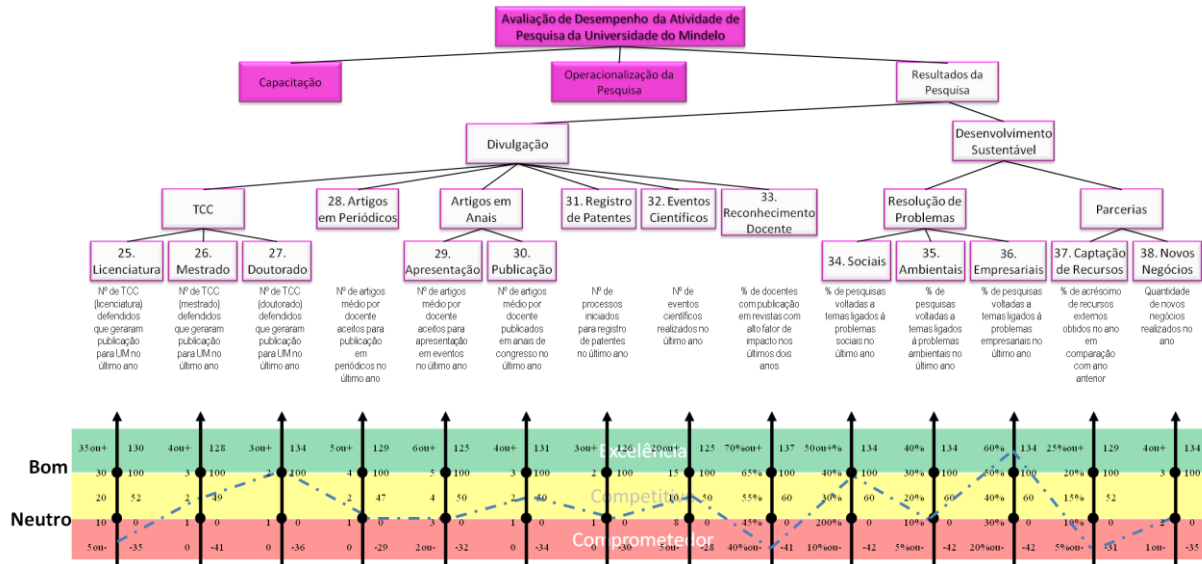 Avaliação de Desempenho da Atividade de
Pesquisa da Universidade do Mindelo
Capacitação
Operacionalização da
Pesquisa
Resultados da
Pesquisa
Divulgação
Desenvolvimento
Sustentável
TCC
28. Artigos
em Periódicos
Artigos em
Anais
31. Registro
de Patentes
32. Eventos
Científicos
33.
Reconhecimento
Docente
Resolução de
Problemas
Parcerias
25.
Licenciatura
26.
Mestrado
27.
Doutorado
29.
Apresentação
30.
Publicação
34. Sociais
35.
Ambientais
36.
Empresariais
37. Captação
de Recursos
38. Novos
Negócios
Nº de TCC
(licenciatura)
defendidos
que geraram
publicação
para UM no
último ano
Nº de TCC
(mestrado)
defendidos
que geraram
publicação
para UM no
último ano
Nº de TCC
(doutorado)
defendidos
que geraram
publicação
para UM no
último ano
Nº de artigos
médio por
docente
aceitos para
publicação
em
periódicos no
último ano
Nº de artigos
médio por
docente
aceitos para
apresentação
em eventos
no último ano
Nº de artigos
médio por
docente
publicados
em anais de
congresso no
último ano
Nº de
processos
iniciados
para registro
de patentes
no último ano
Nº de
eventos
científicos
realizados no
último ano
% de docentes
com publicação
em revistas com
alto fator de
impacto nos
últimos dois
anos
% de pesquisas
voltadas a
temas ligados à
problemas
sociais no
último ano
% de
pesquisas
voltadas a
temas ligados
à problemas
ambientais no
último ano
% de pesquisas
voltadas a
temas ligados à
problemas
empresariais no
último ano
% de acréscimo
de recursos
externos
obtidos no ano
em
comparação
com ano
anterior
Quantidade
de novos
negócios
realizados no
ano
35ou+ 130 4ou+ 128 3ou+ 134 5ou+ 129 6ou+ 125 4ou+ 131 3ou+ 126 20ou+ 125 70%ou+ 137 50ou+% 134 40% 134 60% 134 25%ou+ 129 4ou+ 134
Excelência
Bom
30 100 3 100 2 100 4 100 5 100 3 100 2 100 15 100 65% 100 40% 100 30% 100 50% 100 20% 100 3 100
20 52 2 49 2 47 4 50 2 50 10 50 55% 60 30% 60 20% 60 40% 60 15% 52
Competitivo
Neutro
10 0 1 0 1 0 1 0 3 0 1 0 1 0 8 0 45% 0 200% 0 10% 0 30% 0 10% 0 2 0
5ou- -35 0 -41 0 -36 0 -29 2ou- -32 0 -34 0 -30 5ou- -28 40%ou- -41 10%ou- -42 5%ou- -42 20%ou- -42 5%ou- -31 1ou- -35
Comprometedor